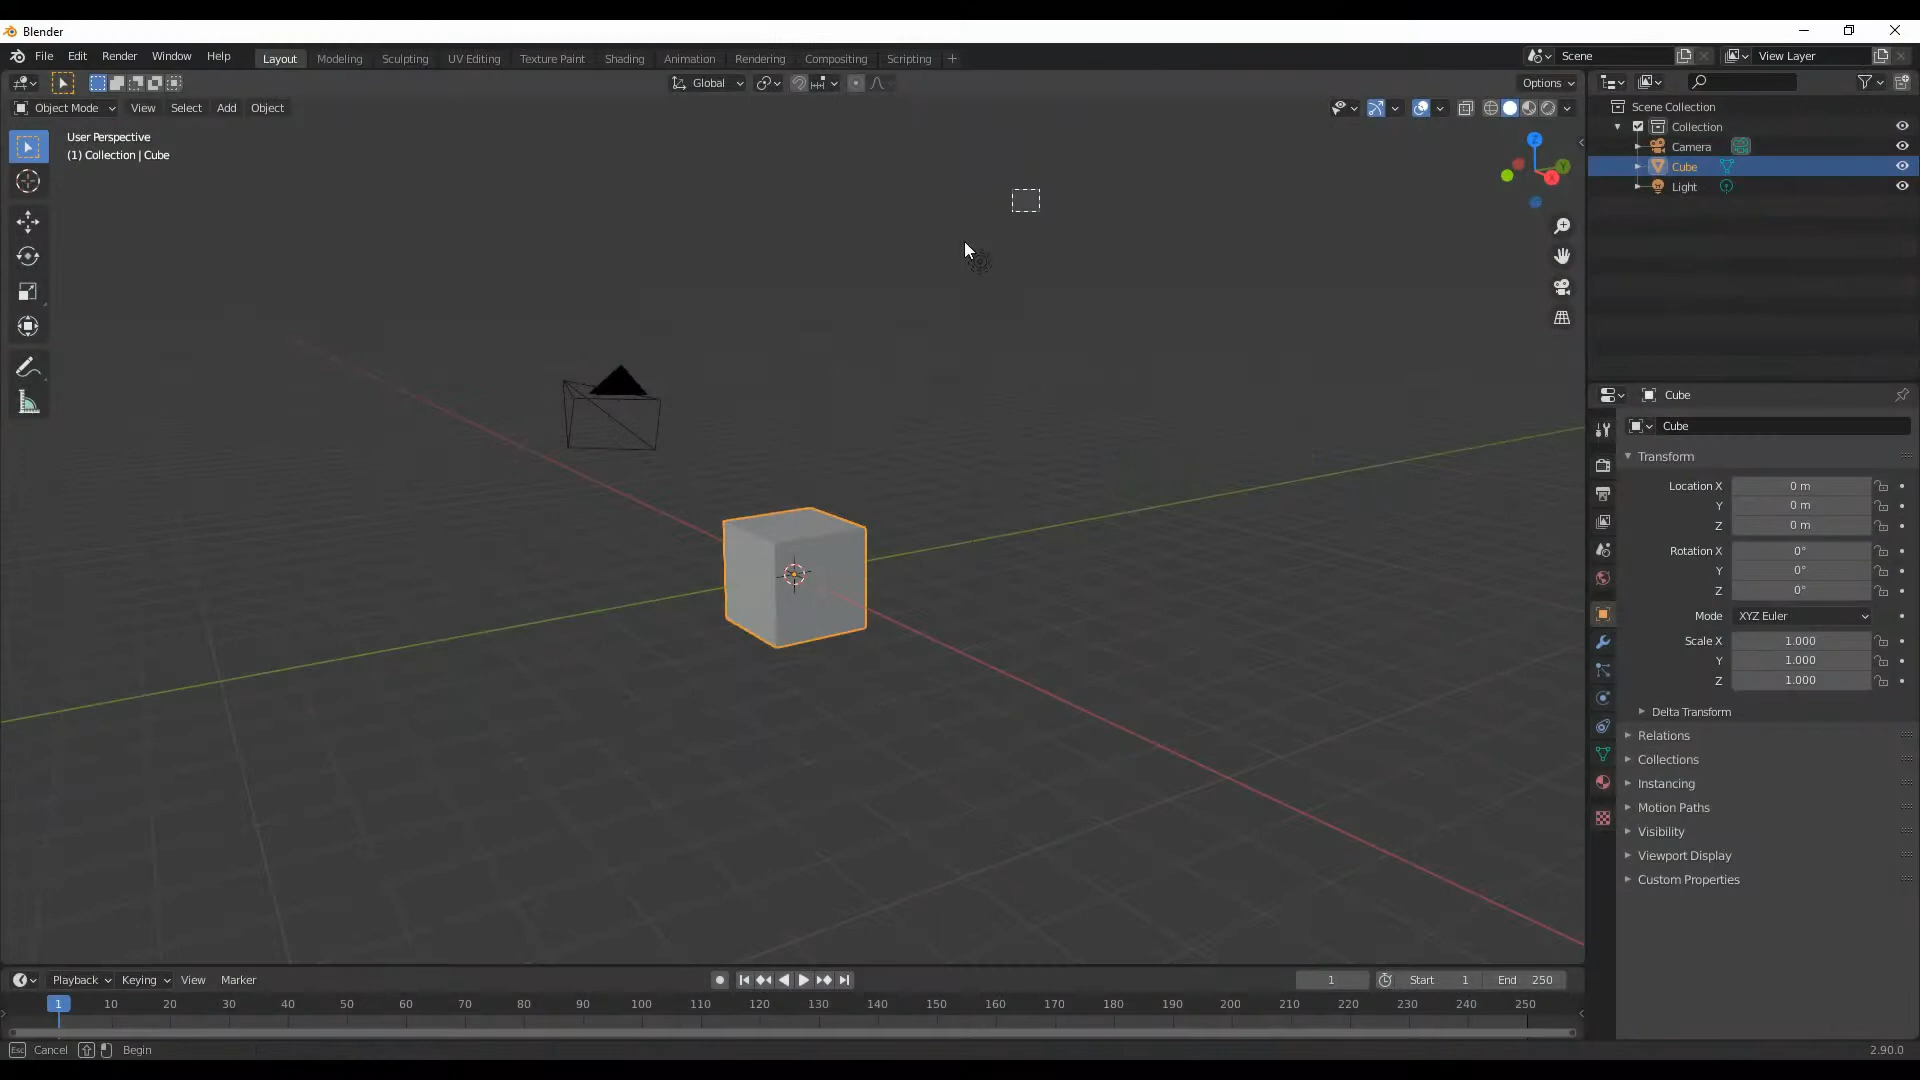 Blender
File Edit Render Window Help Layout Modeling Sculpting UV Editing Texture Paint Shading Animation Rendering Compositing Scripting + Scene View Layer
Global Options
Object Mode View Select Add Object
User Perspective
(1) Collection | Cube
Z
Y
X
Scene Collection
Collection
Camera
Cube
Light
Cube
Cube
Transform
Location X 0 m
Y 0 m
Z 0 m
Rotation X 0°
Y 0°
Z 0°
Mode XYZ Euler
Scale X 1.000
Y 1.000
Z 1.000
Delta Transform
Relations
Collections
Instancing
Motion Paths
Visibility
Viewport Display
Custom Properties
Playback Keying View Marker 1 Start 1 End 250
1 10 20 30 40 50 60 70 80 90 100 110 120 130 140 150 160 170 180 190 200 210 220 230 240 250
Esc Cancel Begin 2.90.0